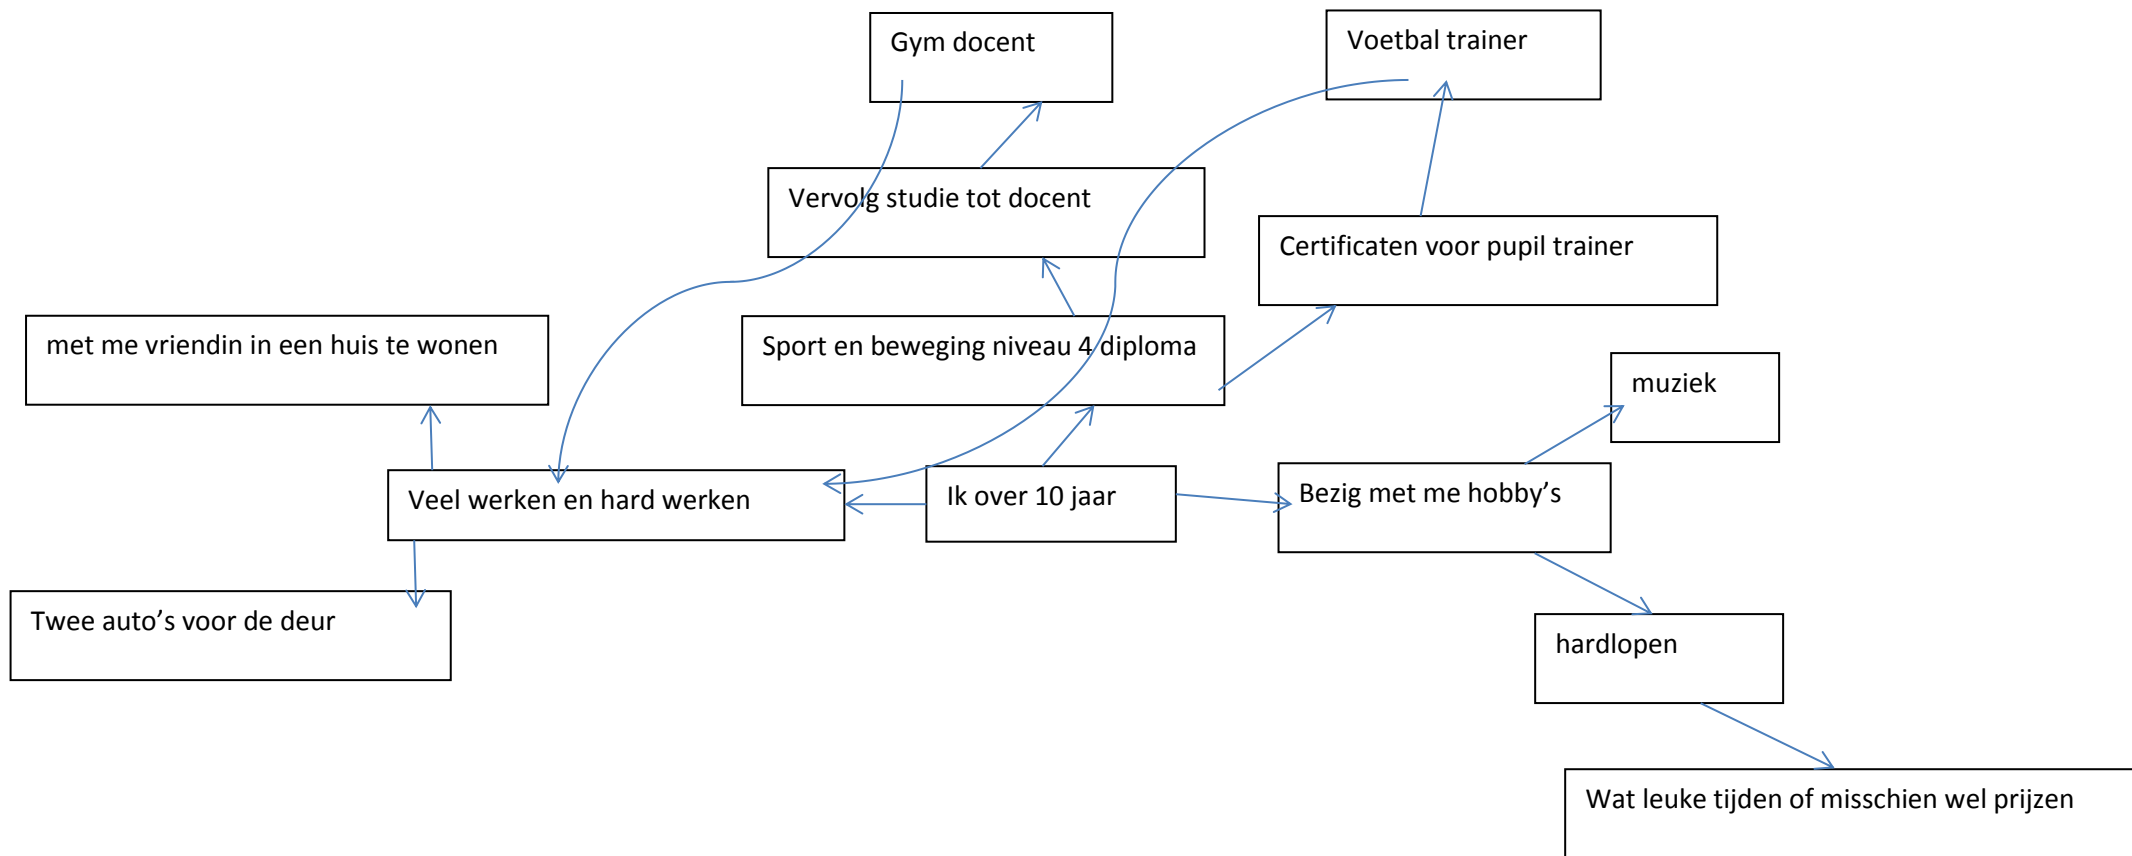 Gym docent
Voetbal trainer
Vervolg studie tot docent
Certificaten voor pupil trainer
met me vriendin in een huis te wonen
Sport en beweging niveau 4 diploma
muziek
Veel werken en hard werken
Ik over 10 jaar
Bezig met me hobby’s
Twee auto’s voor de deur
hardlopen
Wat leuke tijden of misschien wel prijzen